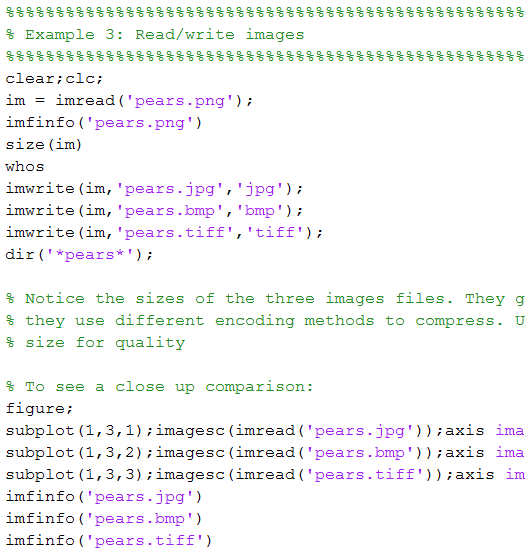 %%%%%%%%%%%%%%%%%%%%%%%%%%%%%%%%%%%%%%%%%%%%%%%%%%%%
% Example 3: Read/write images
%%%%%%%%%%%%%%%%%%%%%%%%%%%%%%%%%%%%%%%%%%%%%%%%%%%%
clear;clc;
im = imread('pears.png');
imfinfo('pears.png')
size(im)
whos
imwrite(im,'pears.jpg','jpg');
imwrite(im,'pears.bmp','bmp');
imwrite(im,'pears.tiff','tiff');
dir('*pears*');
% Notice the sizes of the three images files. They g
% they use different encoding methods to compress. U
% size for quality
% To see a close up comparison:
figure;
subplot(1,3,1);imagesc(imread('pears.jpg'));axis ima
subplot(1,3,2);imagesc(imread('pears.bmp'));axis ima
subplot(1,3,3);imagesc(imread('pears.tiff'));axis im
imfinfo('pears.jpg')
imfinfo('pears.bmp')
imfinfo('pears.tiff')